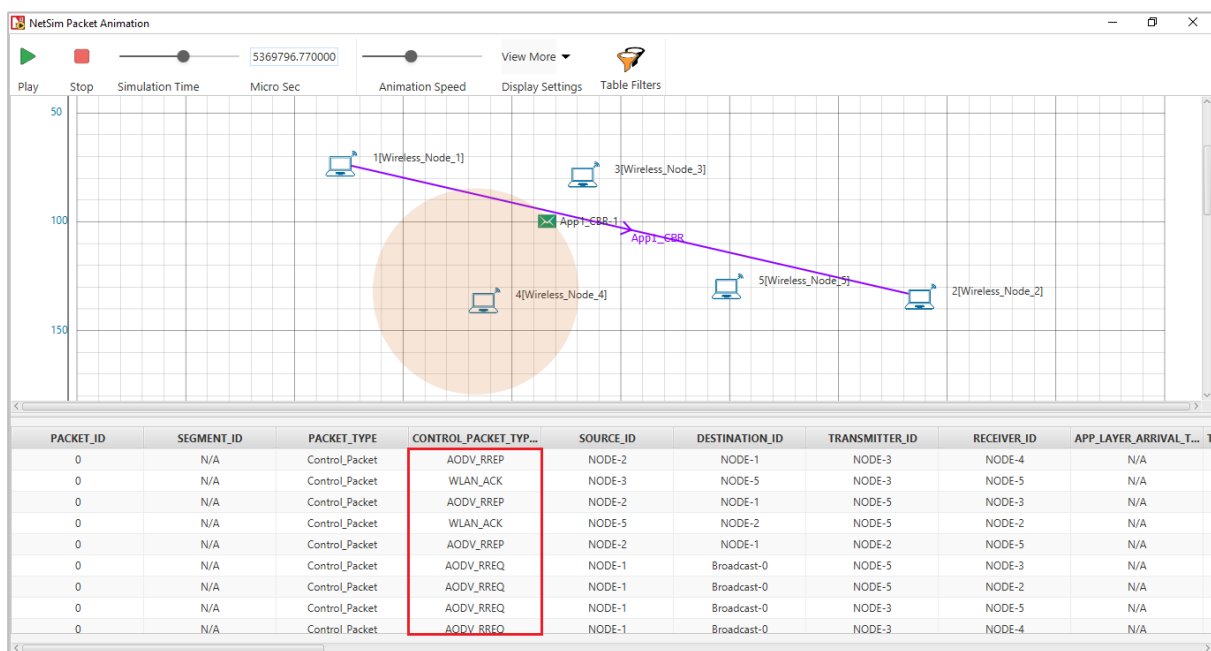 NetSim Packet Animation
5369796.770000 View More
Play Stop Simulation Time Micro Sec Animation Speed Display Settings Table Filters
50
1[Wireless_Node_1]
3[Wireless_Node_3]
100
App1_CBR-1
App1_CBR
5[Wireless_Node_5]
4[Wireless_Node_4]
2[Wireless_Node_2]
150
PACKET_ID SEGMENT_ID PACKET_TYPE CONTROL_PACKET_TYP... SOURCE_ID DESTINATION_ID TRANSMITTER_ID RECEIVER_ID APP_LAYER_ARRIVAL_T... T
0 N/A Control_Packet AODV_RREP NODE-2 NODE-1 NODE-3 NODE-4 N/A
0 N/A Control_Packet WLAN_ACK NODE-3 NODE-5 NODE-3 NODE-5 N/A
0 N/A Control_Packet AODV_RREP NODE-2 NODE-1 NODE-5 NODE-3 N/A
0 N/A Control_Packet WLAN_ACK NODE-5 NODE-2 NODE-5 NODE-2 N/A
0 N/A Control_Packet AODV_RREP NODE-2 NODE-1 NODE-2 NODE-5 N/A
0 N/A Control_Packet AODV_RREQ NODE-1 Broadcast-0 NODE-5 NODE-3 N/A
0 N/A Control_Packet AODV_RREQ NODE-1 Broadcast-0 NODE-5 NODE-2 N/A
0 N/A Control_Packet AODV_RREQ NODE-1 Broadcast-0 NODE-3 NODE-5 N/A
0 N/A Control_Packet AODV_RREQ NODE-1 Broadcast-0 NODE-3 NODE-4 N/A